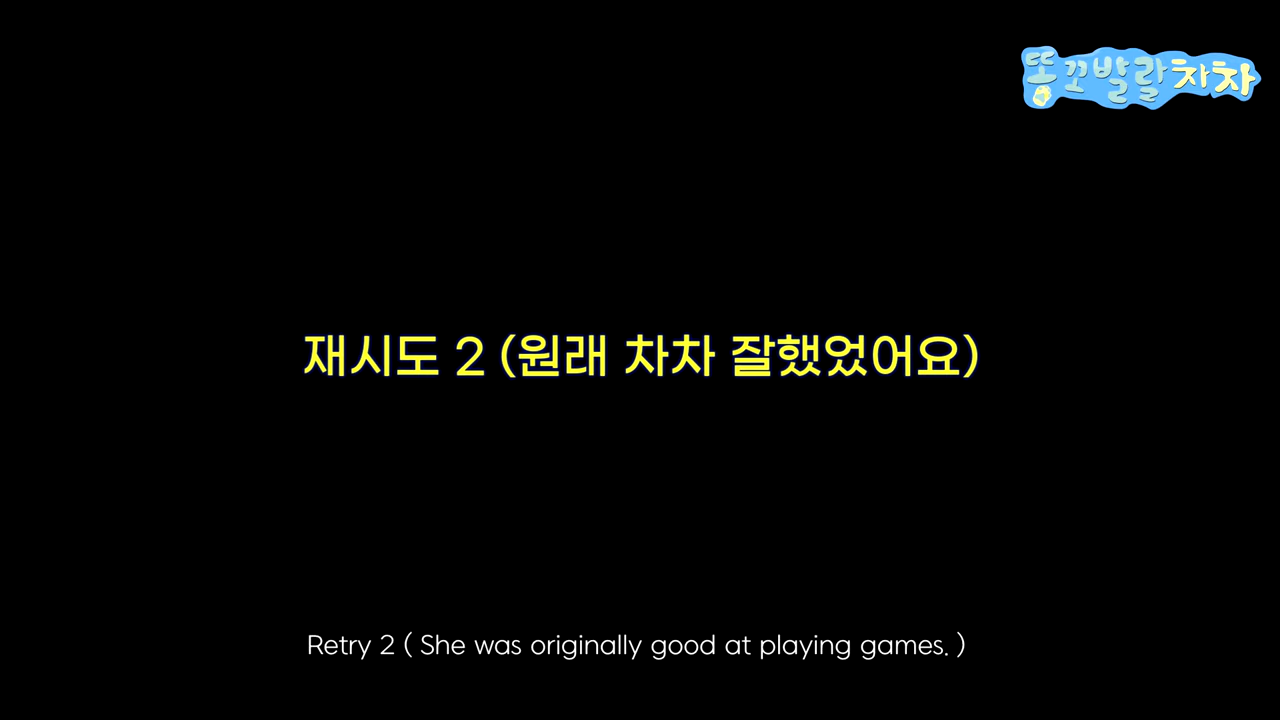 똥꼬발랄차차
재시도 2 (원래 차차 잘했었어요)
Retry 2 ( She was originally good at playing games. )